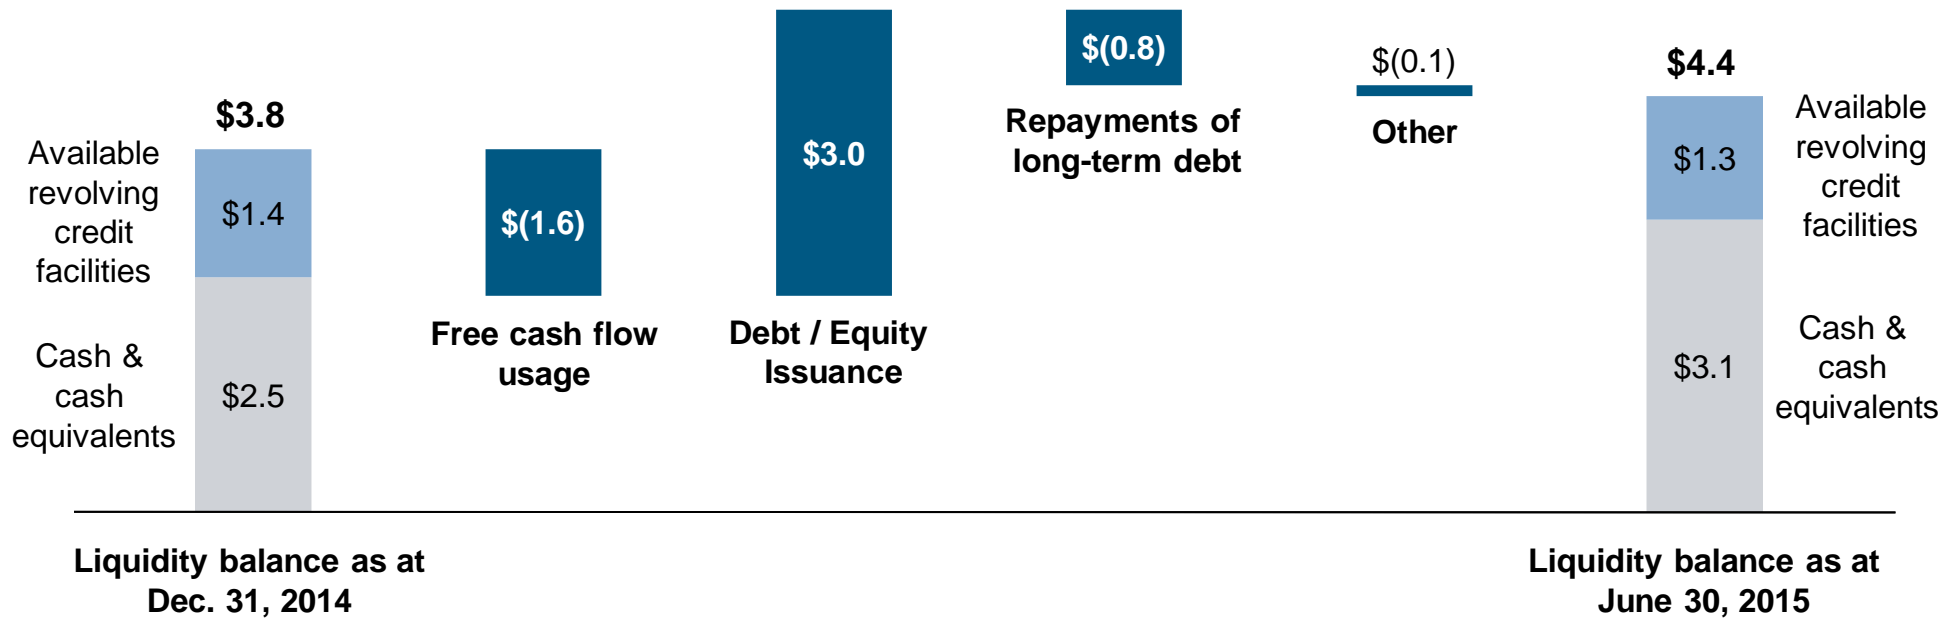 $3.8
Available
revolving
credit
facilities
$1.4
Cash &
cash
equivalents
$2.5
Liquidity balance as at
Dec. 31, 2014
$(1.6)
Free cash flow
usage
$3.0
Debt / Equity
Issuance
$(0.8)
Repayments of
long-term debt
$(0.1)
Other
$4.4
$1.3
Available
revolving
credit
facilities
$3.1
Cash &
cash
equivalents
Liquidity balance as at
June 30, 2015